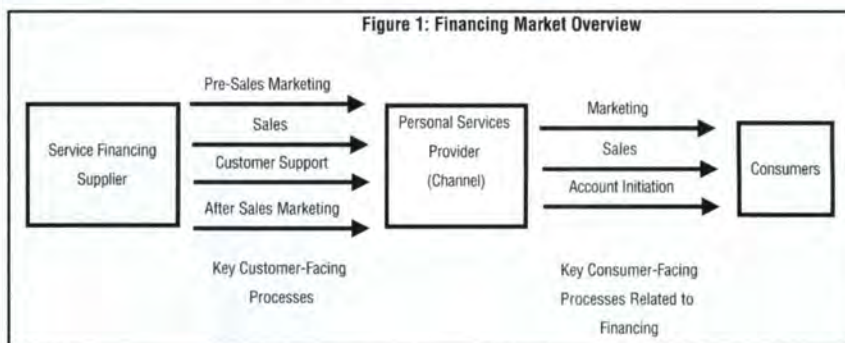 Figure 1: Financing Market Overview
Pre-Sales Marketing
Sales
Customer Support
After Sales Marketing
Service Financing
Supplier
Key Customer-Facing
Processes
Personal Services
Provider
(Channel)
Marketing
Sales
Account Initiation
Key Consumer-Facing
Processes Related to
Financing
Consumers